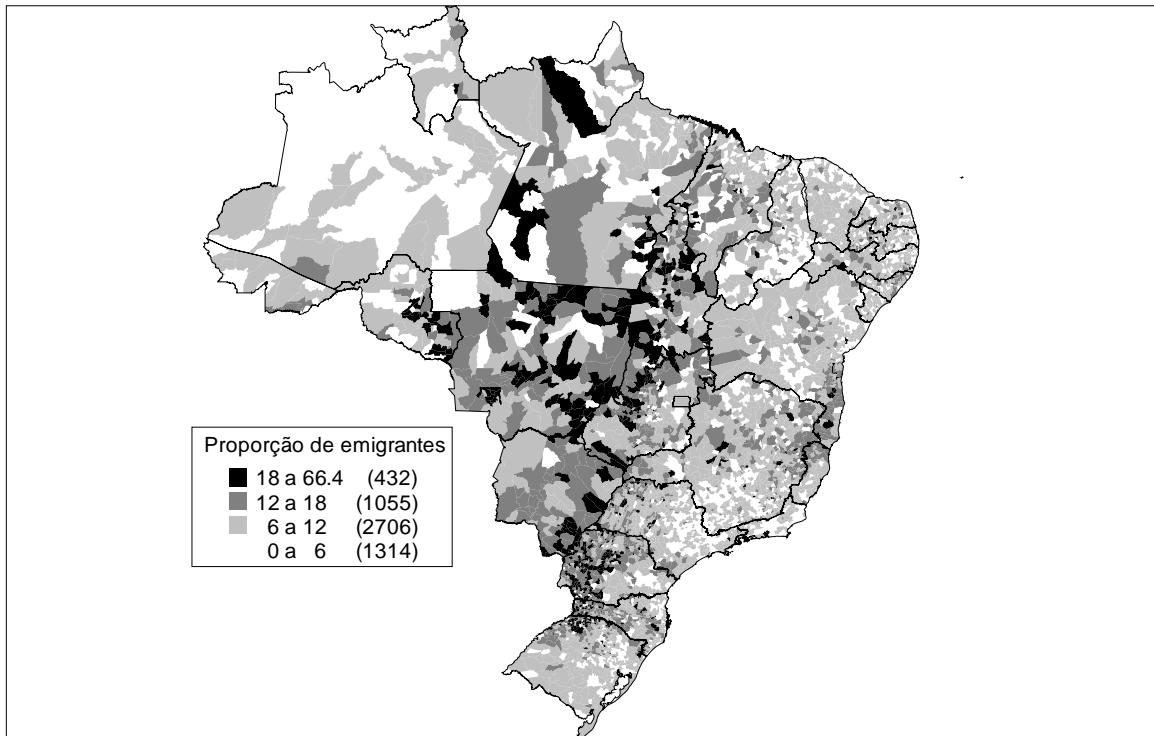 Proporção de emigrantes
18 a 66.4 (432)
12 a 18 (1055)
6 a 12 (2706)
0 a 6 (1314)